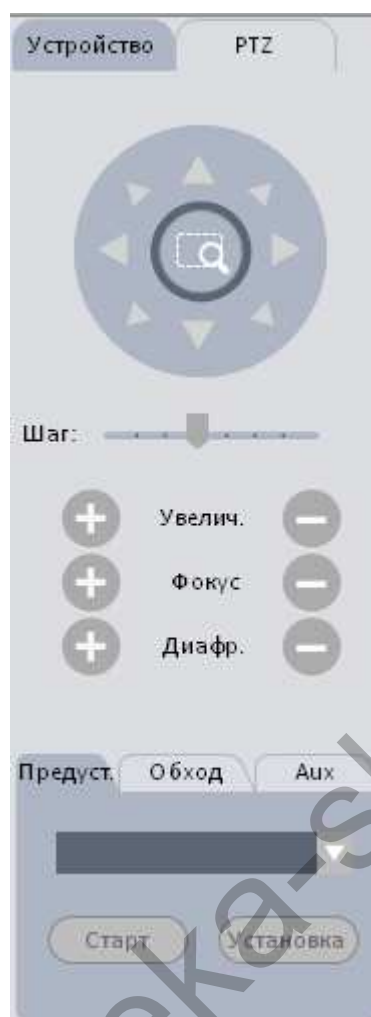 Устройство PTZ
Шаг:
Увелич.
Фокус
Диафр.
Предуст. Обход Aux
Старт Установка